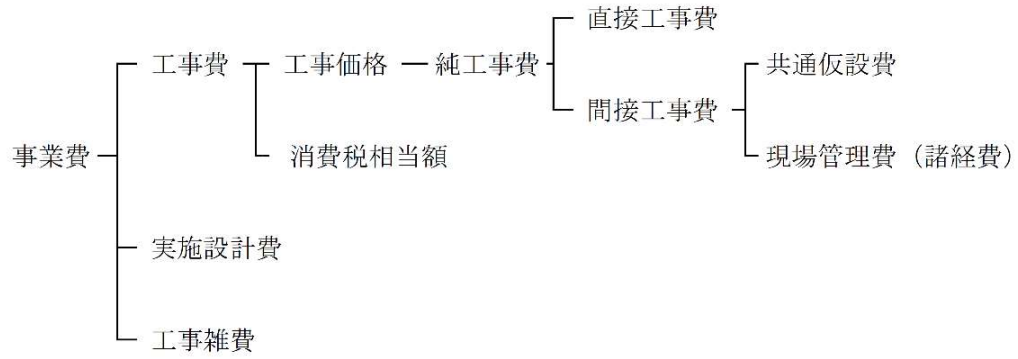 直接工事費
工事費 工事価格 純工事費 共通仮設費
間接工事費
事業費 消費税相当額 現場管理費（諸経費）
実施設計費
工事雑費